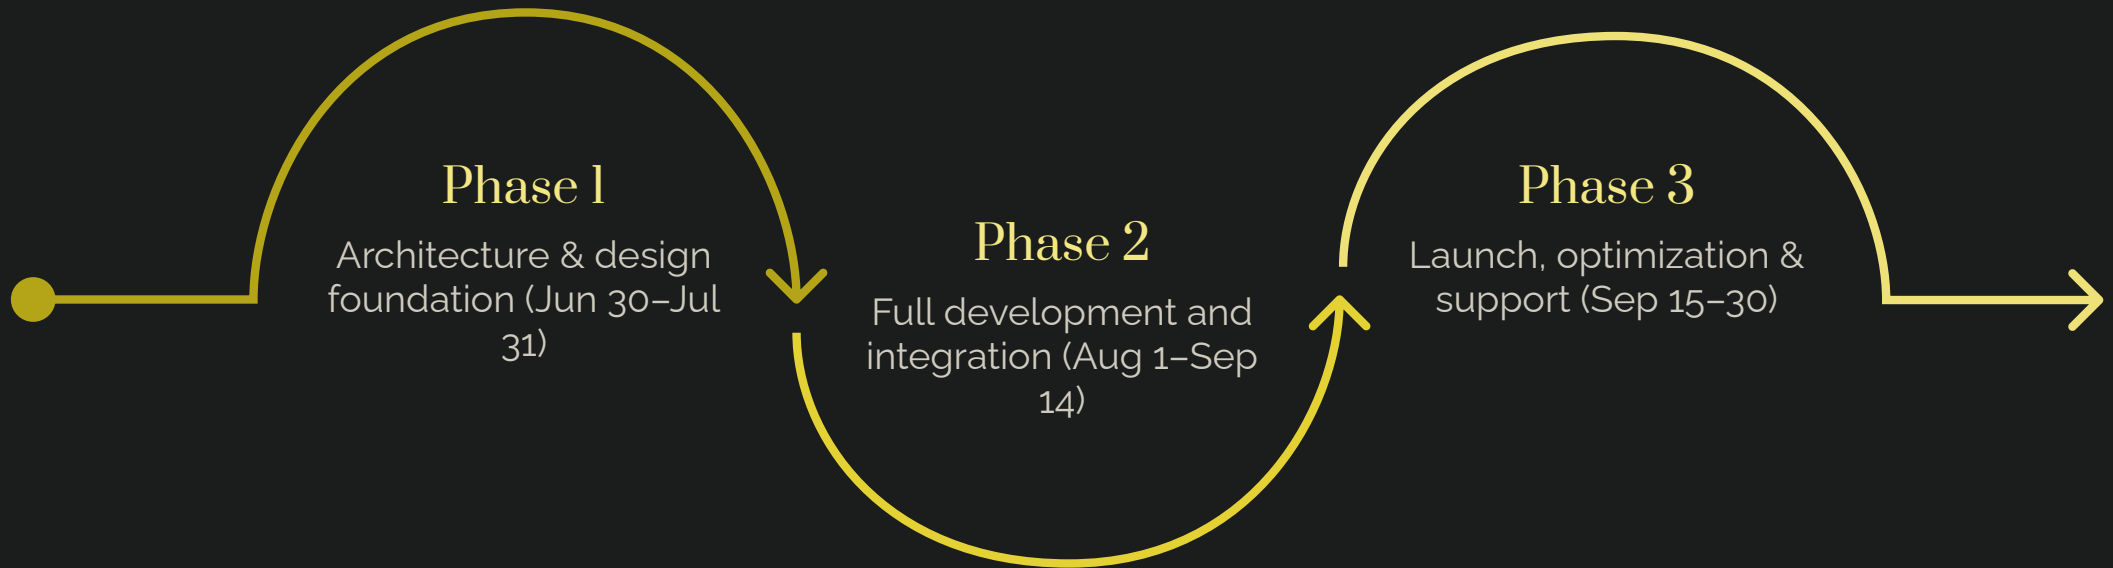 Phase 1
Architecture & design
foundation (Jun 30–Jul
31)
Phase 2
Full development and
integration (Aug 1–Sep
14)
Phase 3
Launch, optimization &
support (Sep 15–30)